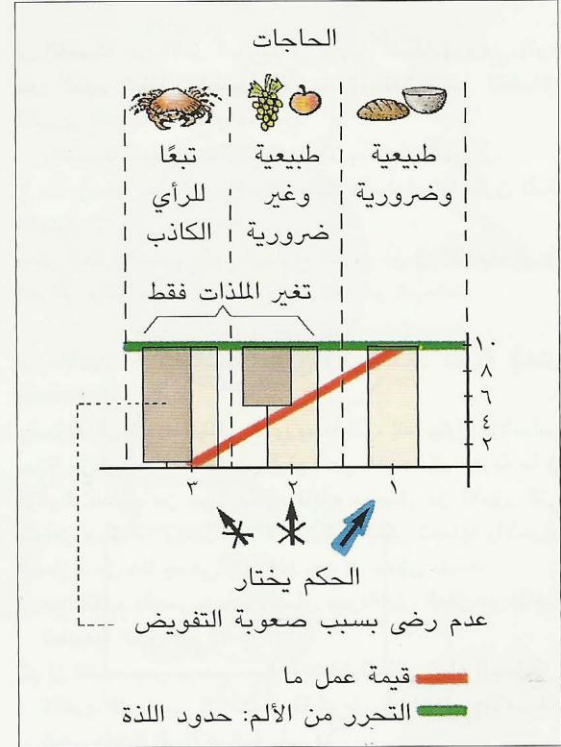 الحاجات
طبيعية وضرورية
طبيعية وغير ضرورية
تبعًا للرأي الكاذب
تغير الملذات فقط
١٠
٨
٦
٤
٢
١ ٢ ٣
الحكم يختار
عدم رضى بسبب صعوبة التفويض
قيمة عمل ما
التحرر من الألم: حدود اللذة